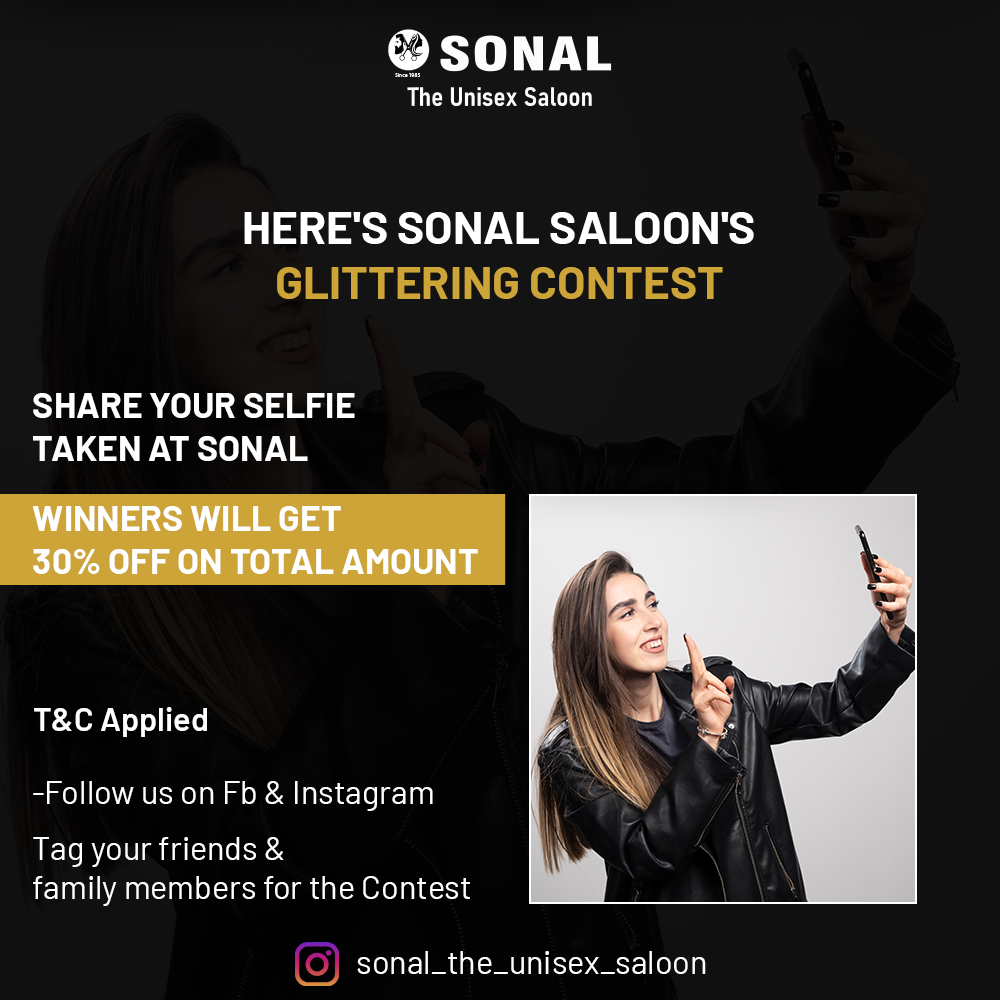 SONAL
Since 1985
The Unisex Saloon
HERE'S SONAL SALOON'S
GLITTERING CONTEST
SHARE YOUR SELFIE
TAKEN AT SONAL
WINNERS WILL GET
30% OFF ON TOTAL AMOUNT
T&C Applied
-Follow us on Fb & Instagram
Tag your friends &
family members for the Contest
sonal_the_unisex_saloon